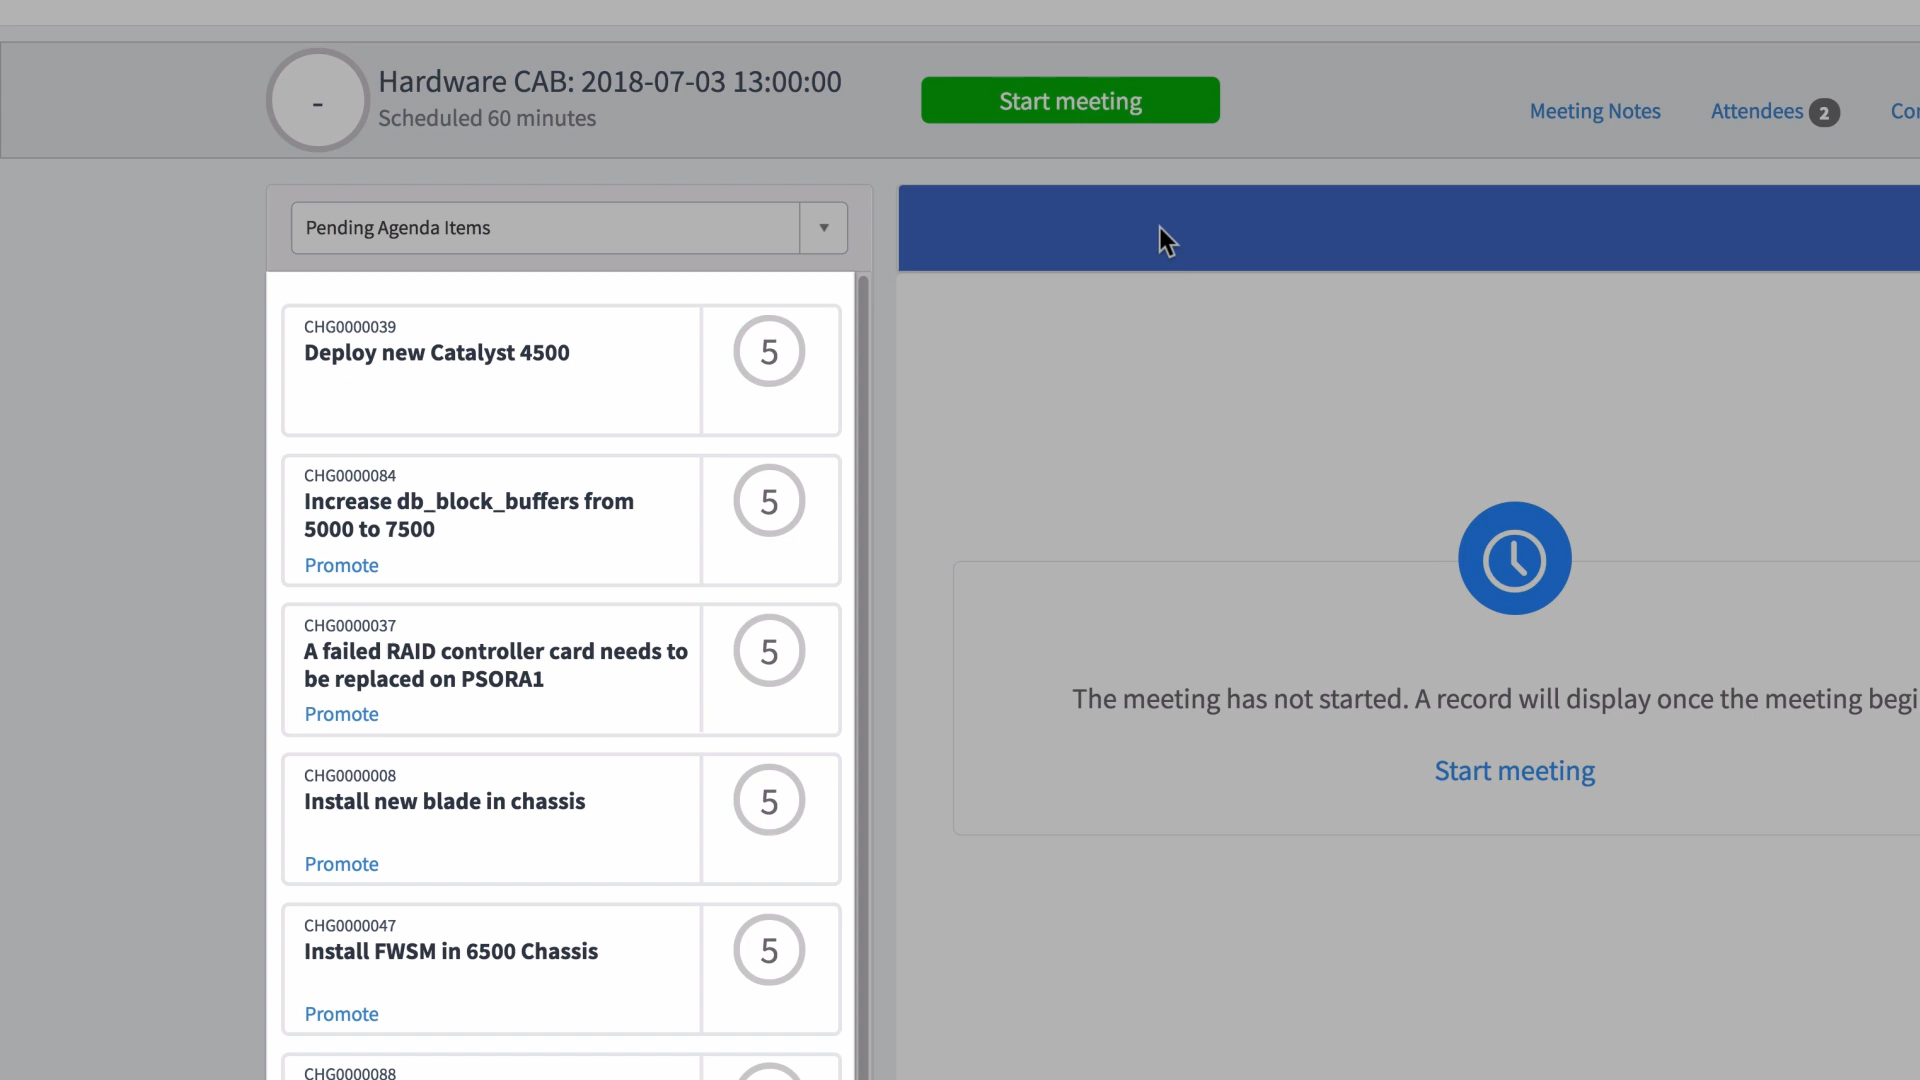 -
Hardware CAB: 2018-07-03 13:00:00
Scheduled 60 minutes
Start meeting
Meeting Notes
Attendees 2
Pending Agenda Items
CHG0000039
Deploy new Catalyst 4500
5
CHG0000084
Increase db_block_buffers from
5000 to 7500
Promote
5
CHG0000037
A failed RAID controller card needs to
be replaced on PSORA1
Promote
5
CHG0000008
Install new blade in chassis
Promote
5
CHG0000047
Install FWSM in 6500 Chassis
Promote
5
CHG0000088
The meeting has not started. A record will display once the meeting begi
Start meeting